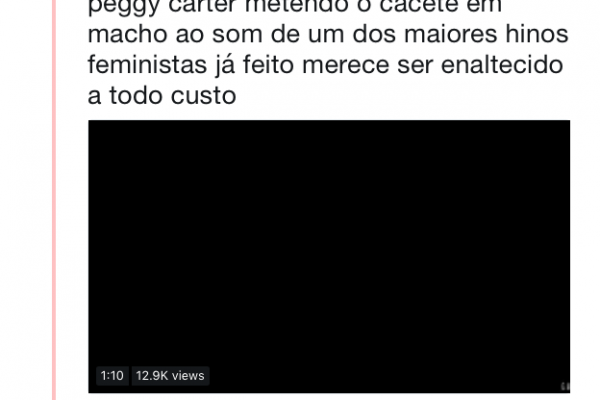 peggy carter metendo o cacete em
macho ao som de um dos maiores hinos
feministas já feito merece ser enaltecido
a todo custo
1:10 12.9K views